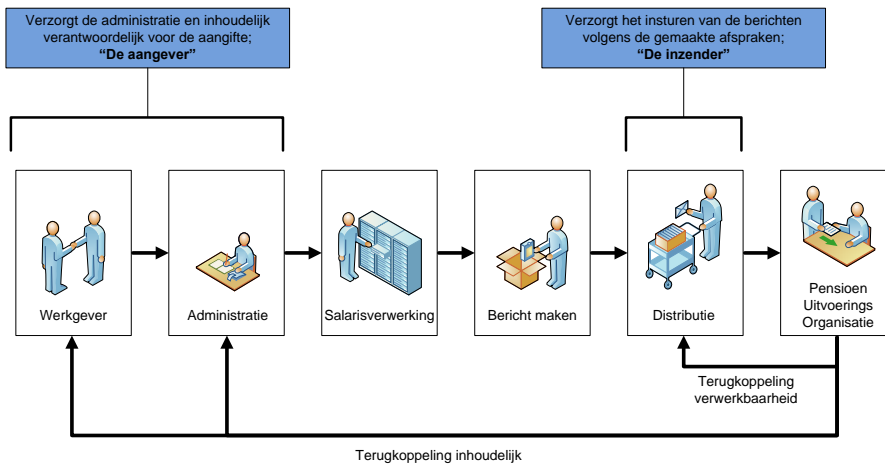 Verzorgt de administratie en inhoudelijk
verantwoordelijk voor de aangifte;
“De aangever”
Verzorgt het insturen van de berichten
volgens de gemaakte afspraken;
“De inzender”
Werkgever
Administratie
Salarisverwerking
Bericht maken
Distributie
Pensioen
Uitvoerings
Organisatie
Terugkoppeling
verwerkbaarheid
Terugkoppeling inhoudelijk